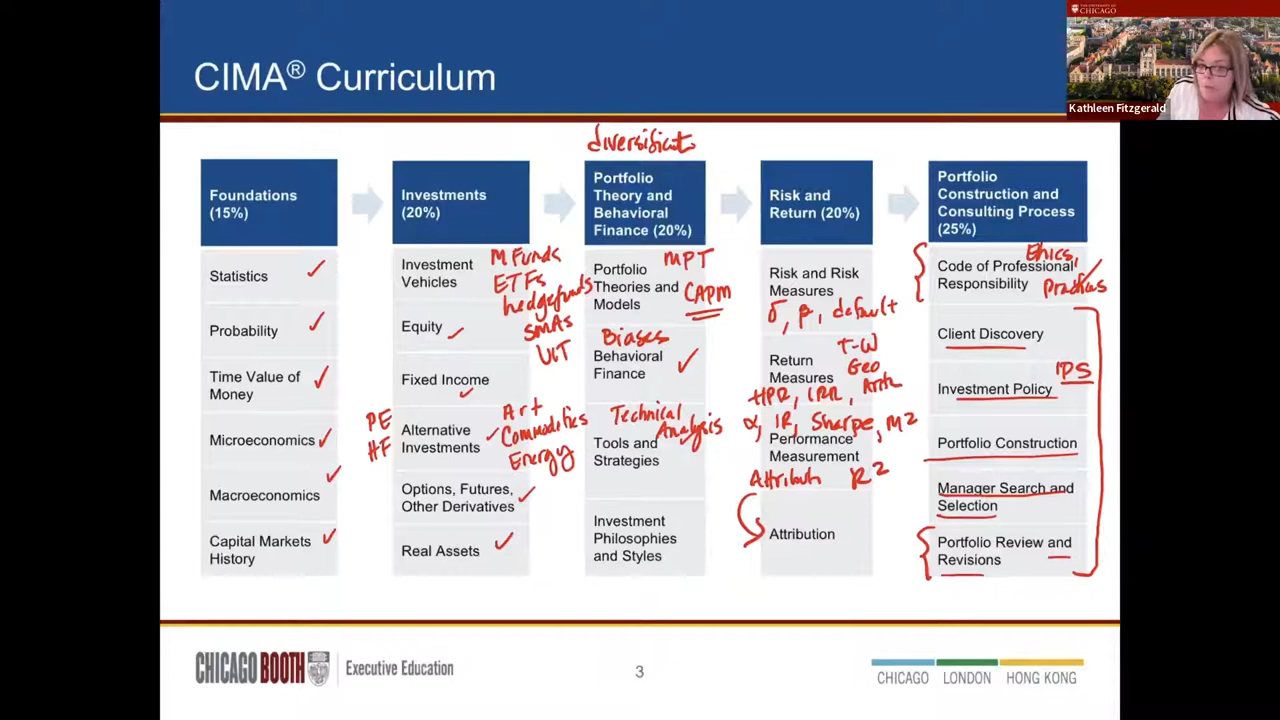 THE UNIVERSITY OF
CHICAGO
Kathleen Fitzgerald
CIMA® Curriculum
diversificat
Foundations
(15%)
Statistics
Probability
Time Value of
Money
Microeconomics
Macroeconomics
Capital Markets
History
Investments
(20%)
Investment
Vehicles
M Funds
ETFs
hedgefunds
SMAs
UIT
Equity
Fixed Income
PE
HF
Alternative
Investments
Art
Commodities
Energy
Options, Futures,
Other Derivatives
Real Assets
Portfolio
Theory and
Behavioral
Finance (20%)
MPT
Portfolio
Theories and
Models
CAPM
Biases
Behavioral
Finance
Technical
Analysis
Tools and
Strategies
Investment
Philosophies
and Styles
Risk and
Return (20%)
Risk and Risk
Measures
σ, β, default
T-W
Geo
Return
Measures
Arth
HPR, IRR,
α, IR, Sharpe, M2
Performance
Measurement
Attributn R2
Attribution
Portfolio
Construction and
Consulting Process
(25%)
Ethics,
Code of Professional
Responsibility
Practices
Client Discovery
IPS
Investment Policy
Portfolio Construction
Manager Search and
Selection
Portfolio Review and
Revisions
CHICAGO BOOTH
Executive Education
3
CHICAGO LONDON HONG KONG